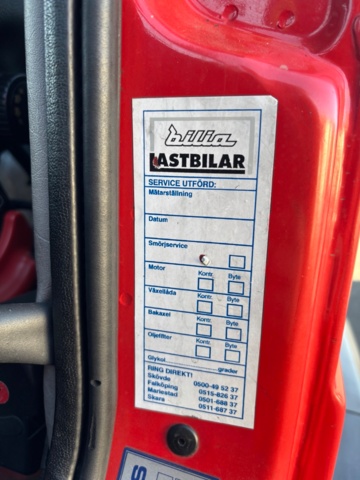 bilia
LASTBILAR
SERVICE UTFÖRD:
Mätarställning
Datum
Smörjservice
Motor Kontr. Byte
Växellåda Kontr. Byte
Bakaxel Kontr. Byte
Oljefilter Kontr. Byte
Glykol grader
RING DIREKT!
Skövde 0500-49 52 37
Falköping 0515-826 37
Mariestad 0501-688 37
Skara 0511-687 37
S